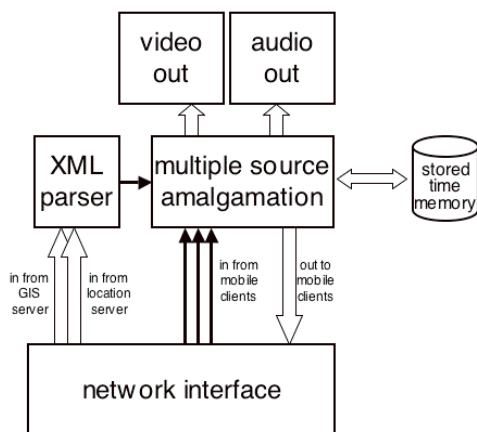 video
out
audio
out
XML
parser
multiple source
amalgamation
stored
time
memory
in from
GIS
server
in from
location
server
in from
mobile
clients
out to
mobile
clients
network interface